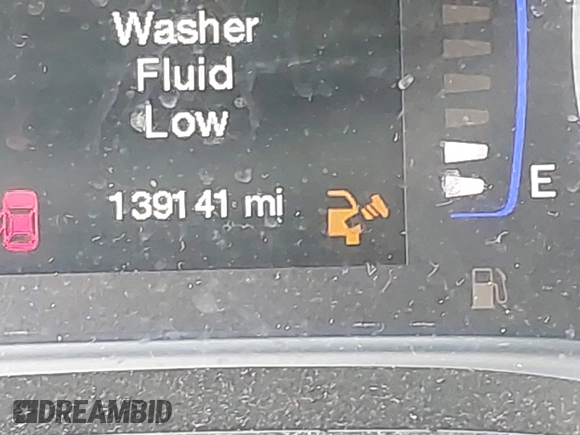 Washer
Fluid
Low
139141 mi
E
DREAMBID